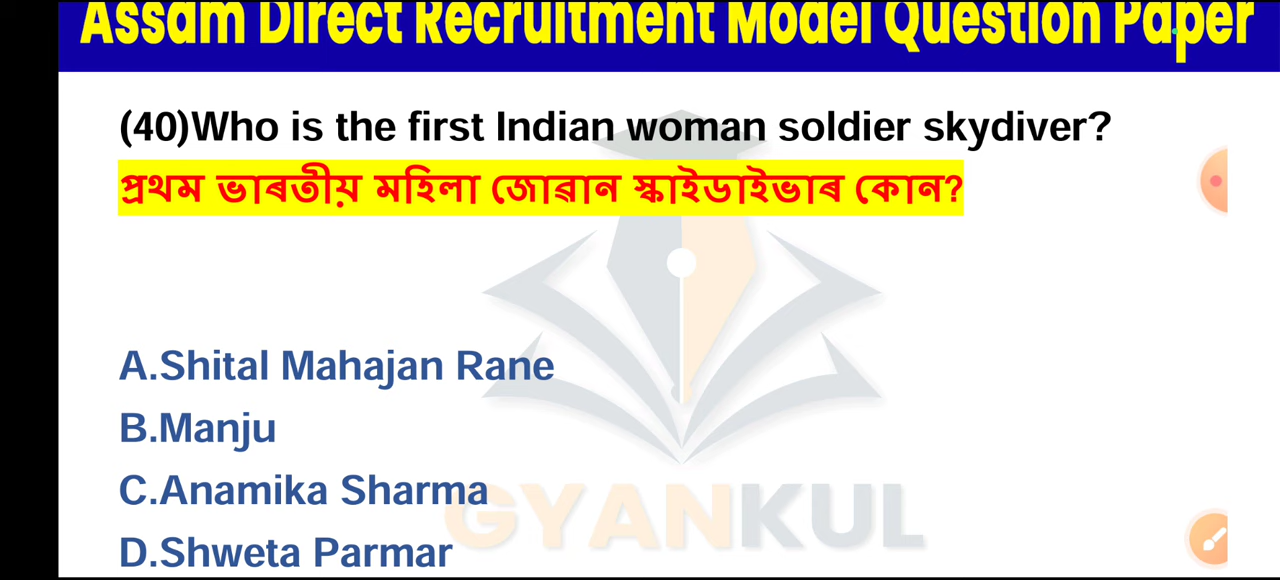 Assam Direct Recruitment Model Question Paper
(40)Who is the first Indian woman soldier skydiver?
প্ৰথম ভাৰতীয় মহিলা জোৱান স্কাইডাইভাৰ কোন?
A.Shital Mahajan Rane
B.Manju
C.Anamika Sharma
GYANKUL
D.Shweta Parmar